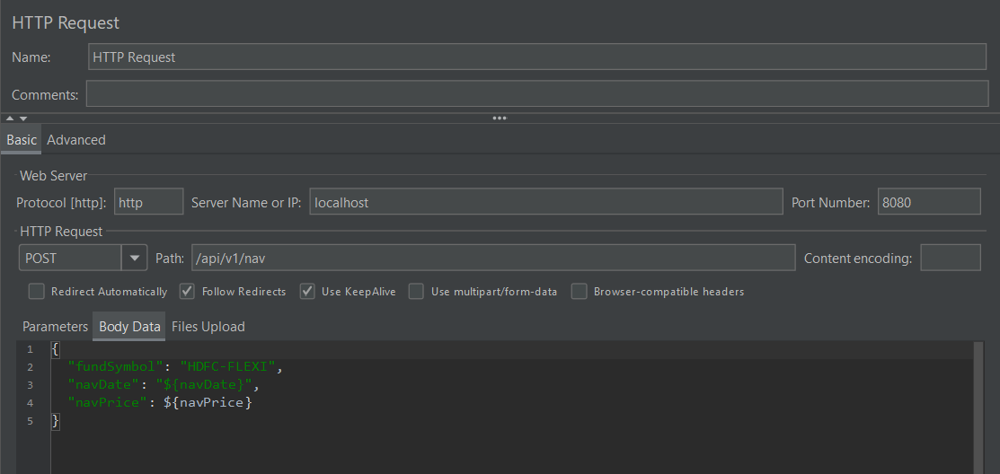 HTTP Request
Name: HTTP Request
Comments:
Basic Advanced
Web Server
Protocol [http]: http Server Name or IP: localhost Port Number: 8080
HTTP Request
POST Path: /api/v1/nav Content encoding:
Redirect Automatically Follow Redirects Use KeepAlive Use multipart/form-data Browser-compatible headers
Parameters Body Data Files Upload
1 {
2 "fundSymbol": "HDFC-FLEXI",
3 "navDate": "${navDate}",
4 "navPrice": ${navPrice}
5 }